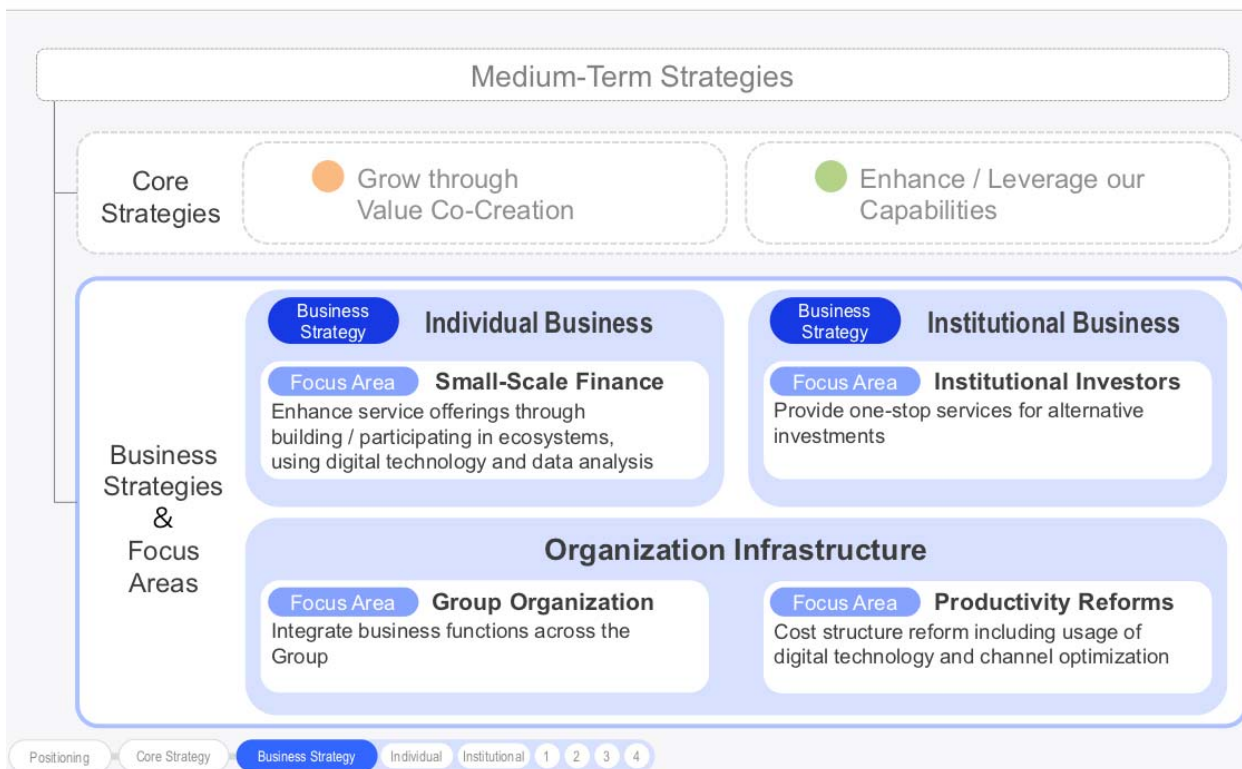 Medium-Term Strategies
Core
Strategies
Grow through
Value Co-Creation
Enhance / Leverage our
Capabilities
Business
Strategies
&
Focus
Areas
Business
Strategy
Individual Business
Focus Area
Small-Scale Finance
Enhance service offerings through
building / participating in ecosystems,
using digital technology and data analysis
Business
Strategy
Institutional Business
Focus Area
Institutional Investors
Provide one-stop services for alternative
investments
Organization Infrastructure
Focus Area
Group Organization
Integrate business functions across the
Group
Focus Area
Productivity Reforms
Cost structure reform including usage of
digital technology and channel optimization
Positioning
Core Strategy
Business Strategy
Individual
Institutional
1
2
3
4